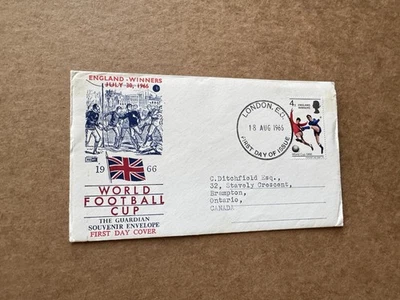 ENGLAND - WINNERS
JULY 30, 1966
19 66
WORLD
FOOTBALL
CUP
THE GUARDIAN
SOUVENIR ENVELOPE
FIRST DAY COVER
LONDON, E.C.
18 AUG 1966
FIRST DAY OF ISSUE
4D
ENGLAND
WINNERS
C.Ditchfield Esq.,
32, Stavely Crescent,
Brampton,
Ontario,
CANADA